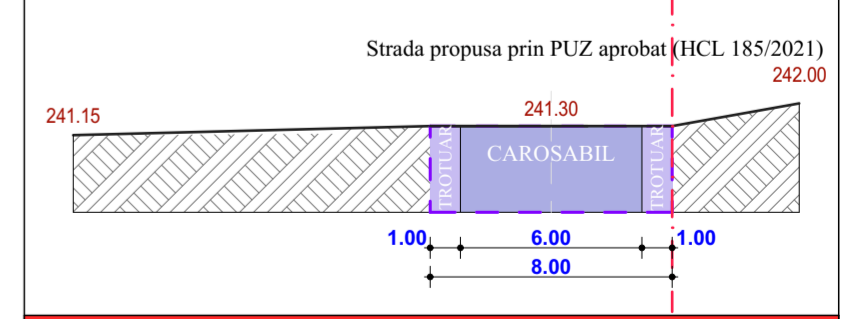 Strada propusa prin PUZ aprobat (HCL 185/2021)
242.00
241.15
241.30
TROTUAR
CAROSABIL
TROTUAR
1.00
6.00
1.00
8.00